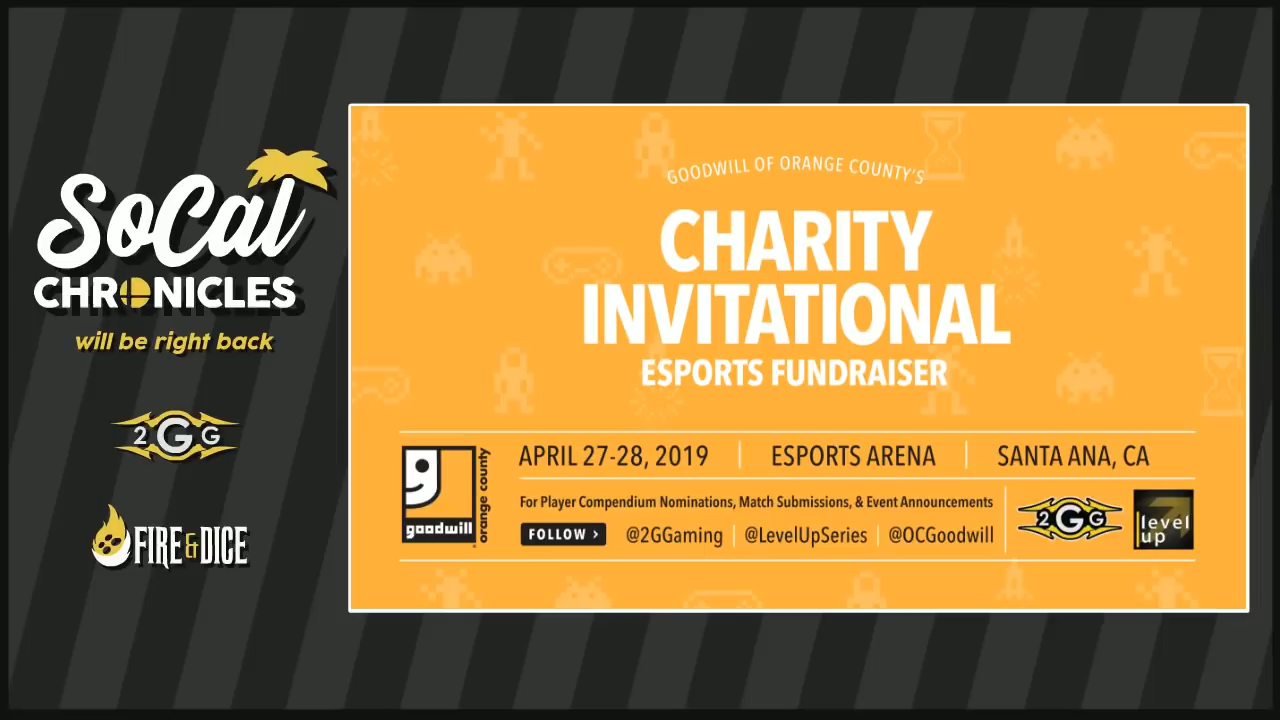 SoCal
CHRONICLES
will be right back
2GG
FIRE & DICE
GOODWILL OF ORANGE COUNTY'S
CHARITY
INVITATIONAL
ESPORTS FUNDRAISER
APRIL 27-28, 2019
ESPORTS ARENA
SANTA ANA, CA
goodwill
orange county
For Player Compendium Nominations, Match Submissions, & Event Announcements
FOLLOW >
@2GGaming
@LevelUpSeries
@OCGoodwill
2GG
level
up